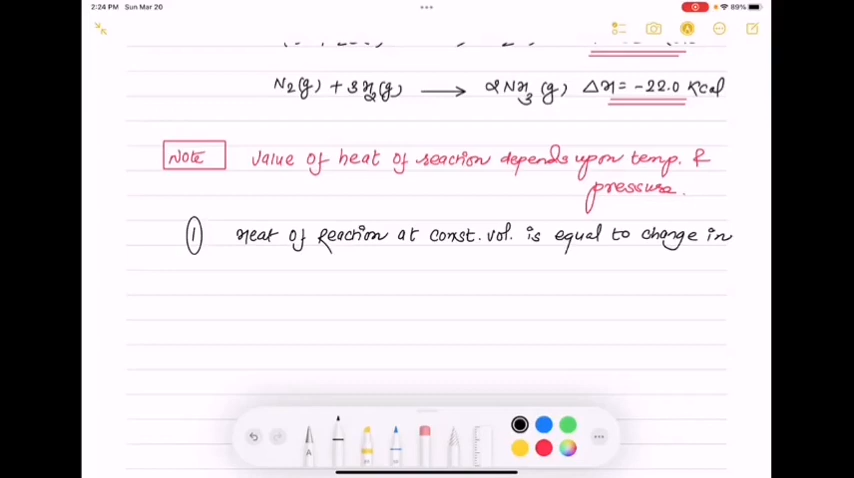 2:24 PM Sun Mar 20
89%
N2(g) + 3H2(g) ⟶ 2NH3(g) ΔH = -22.0 Kcal
Note Value of heat of reaction depends upon temp. &
pressure.
① Heat of Reaction at const. vol. is equal to change in
A